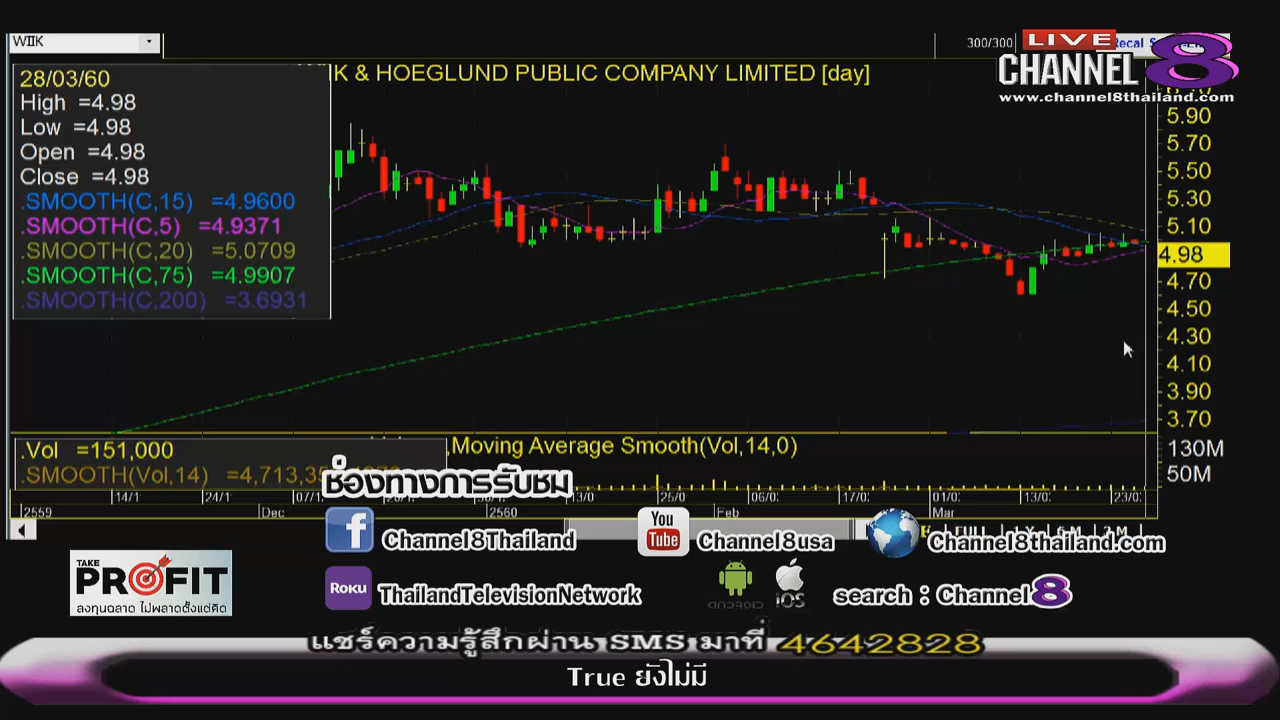 WIIK
300/300
LIVE
CHANNEL 8
www.channel8thailand.com
K & HOEGLUND PUBLIC COMPANY LIMITED [day]
28/03/60
High =4.98
Low =4.98
Open =4.98
Close =4.98
.SMOOTH(C,15) =4.9600
.SMOOTH(C,5) =4.9371
.SMOOTH(C,20) =5.0709
.SMOOTH(C,75) =4.9907
.SMOOTH(C,200) =3.6931
5.90
5.70
5.50
5.30
5.10
4.98
4.70
4.50
4.30
4.10
3.90
3.70
.Vol =151,000
,Moving Average Smooth(Vol,14,0)
130M
.SMOOTH(Vol,14) =4,713,35
50M
ช่องทางการรับชม
14/1 24/1 07/1 13/0 25/0 06/0 17/0 01/0 13/0 23/0
2559 Dec 2560 Feb Mar
Channel8Thailand
You Tube Channel8usa
Channel8thailand.com
TAKE PROFIT
ลงทุนฉลาด ไม่พลาดตั้งแต่คิด
ROKU ThailandTelevisionNetwork
ANDROID iOS
search : Channel 8
แชร์ความรู้สึกผ่าน SMS มาที่ 4642828
True ยังไม่มี